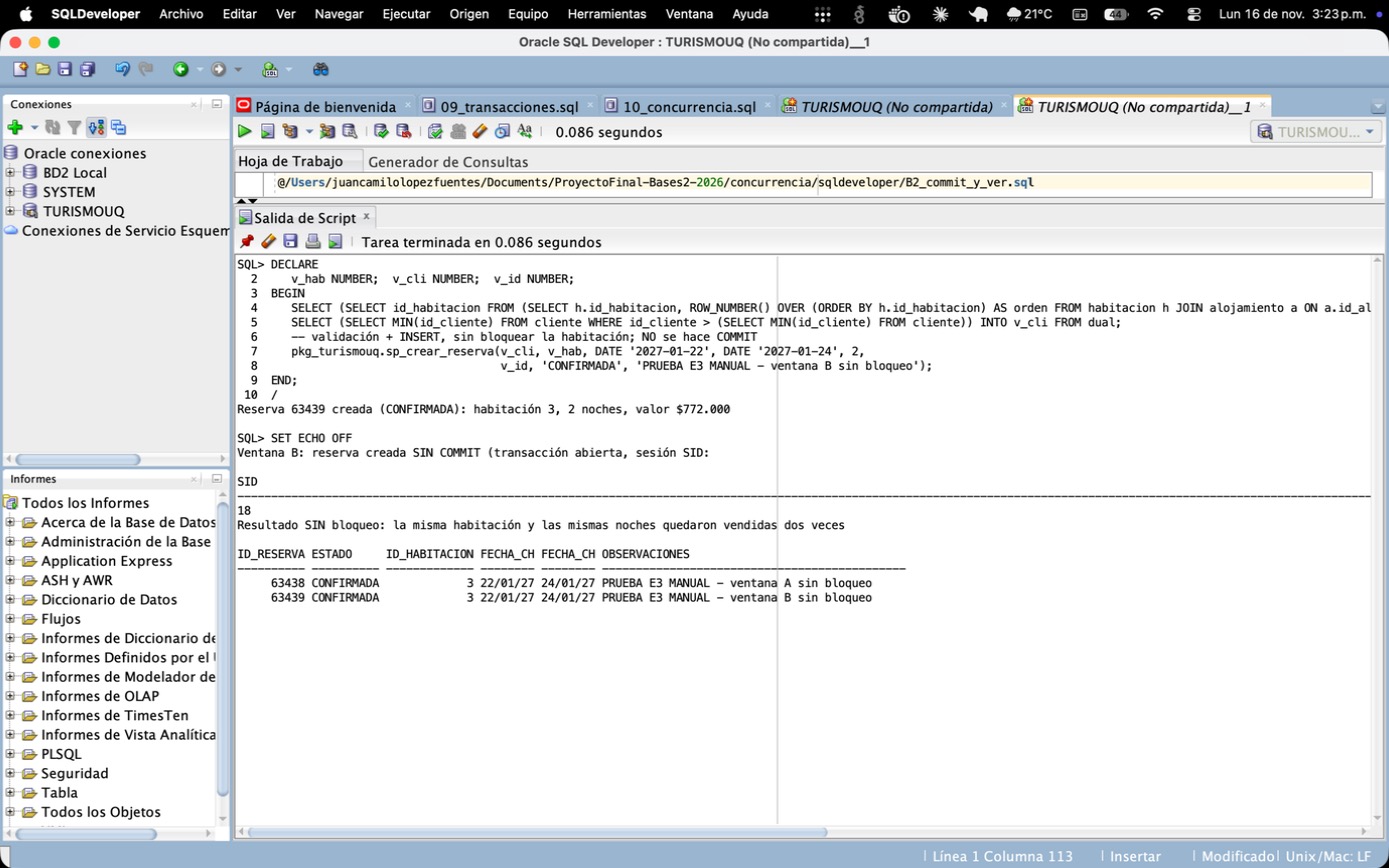 SQLDeveloper Archivo Editar Ver Navegar Ejecutar Origen Equipo Herramientas Ventana Ayuda 21°C 44 Lun 16 de nov. 3:23 p.m.
Oracle SQL Developer : TURISMOUQ (No compartida)__1
Conexiones
Oracle conexiones
BD2 Local
SYSTEM
TURISMOUQ
Conexiones de Servicio Esquem
Informes
Todos los Informes
Acerca de la Base de Datos
Administración de la Base
Application Express
ASH y AWR
Diccionario de Datos
Flujos
Informes de Diccionario de
Informes Definidos por el
Informes de Modelador de
Informes de OLAP
Informes de TimesTen
Informes de Vista Analítica
PLSQL
Seguridad
Tabla
Todos los Objetos
Página de bienvenida 09_transacciones.sql 10_concurrencia.sql TURISMOUQ (No compartida) TURISMOUQ (No compartida)__1
0.086 segundos TURISMOU...
Hoja de Trabajo Generador de Consultas
@/Users/juancamilolopezfuentes/Documents/ProyectoFinal-Bases2-2026/concurrencia/sqldeveloper/B2_commit_y_ver.sql
Salida de Script
Tarea terminada en 0.086 segundos
SQL> DECLARE
2 v_hab NUMBER; v_cli NUMBER; v_id NUMBER;
3 BEGIN
4 SELECT (SELECT id_habitacion FROM (SELECT h.id_habitacion, ROW_NUMBER() OVER (ORDER BY h.id_habitacion) AS orden FROM habitacion h JOIN alojamiento a ON a.id_al
5 SELECT (SELECT MIN(id_cliente) FROM cliente WHERE id_cliente > (SELECT MIN(id_cliente) FROM cliente)) INTO v_cli FROM dual;
6 -- validación + INSERT, sin bloquear la habitación; NO se hace COMMIT
7 pkg_turismouq.sp_crear_reserva(v_cli, v_hab, DATE '2027-01-22', DATE '2027-01-24', 2,
8 v_id, 'CONFIRMADA', 'PRUEBA E3 MANUAL - ventana B sin bloqueo');
9 END;
10 /
Reserva 63439 creada (CONFIRMADA): habitación 3, 2 noches, valor $772.000
SQL> SET ECHO OFF
Ventana B: reserva creada SIN COMMIT (transacción abierta, sesión SID:
SID
18
Resultado SIN bloqueo: la misma habitación y las mismas noches quedaron vendidas dos veces
ID_RESERVA ESTADO ID_HABITACION FECHA_CH FECHA_CH OBSERVACIONES
63438 CONFIRMADA 3 22/01/27 24/01/27 PRUEBA E3 MANUAL - ventana A sin bloqueo
63439 CONFIRMADA 3 22/01/27 24/01/27 PRUEBA E3 MANUAL - ventana B sin bloqueo
Línea 1 Columna 113 Insertar Modificado Unix/Mac: LF